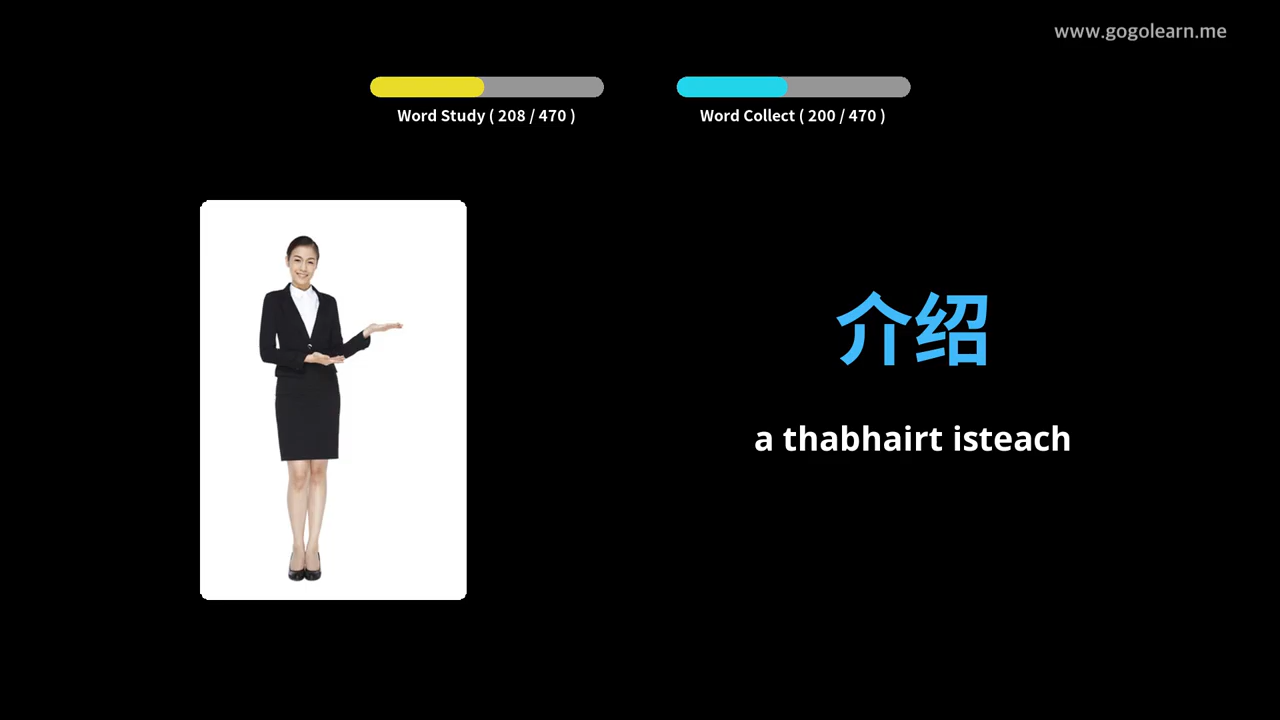 www.gogolearn.me
Word Study ( 208 / 470 )
Word Collect ( 200 / 470 )
介绍
a thabhairt isteach